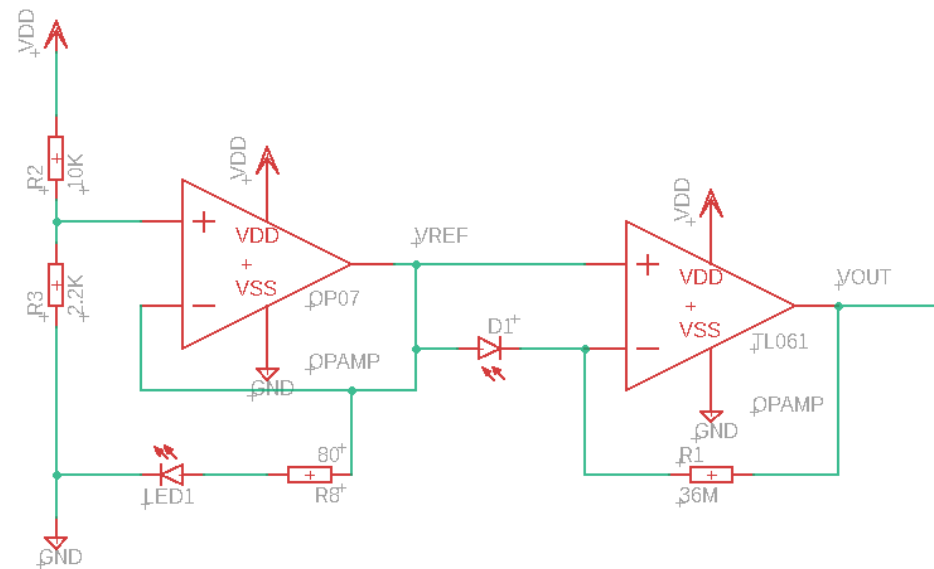 VDD
R2
10K
R3
2.2K
VDD
+
VDD
VSS
−
OP07
OPAMP
GND
VREF
D1
VDD
+
VDD
VSS
−
TL061
OPAMP
GND
VOUT
R1
36M
80
R8
LED1
GND